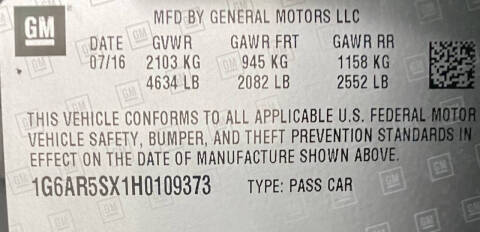 GM
MFD BY GENERAL MOTORS LLC
DATE GVWR GAWR FRT GAWR RR
07/16 2103 KG 945 KG 1158 KG
4634 LB 2082 LB 2552 LB
THIS VEHICLE CONFORMS TO ALL APPLICABLE U.S. FEDERAL MOTOR
VEHICLE SAFETY, BUMPER, AND THEFT PREVENTION STANDARDS IN
EFFECT ON THE DATE OF MANUFACTURE SHOWN ABOVE.
1G6AR5SX1H0109373 TYPE: PASS CAR